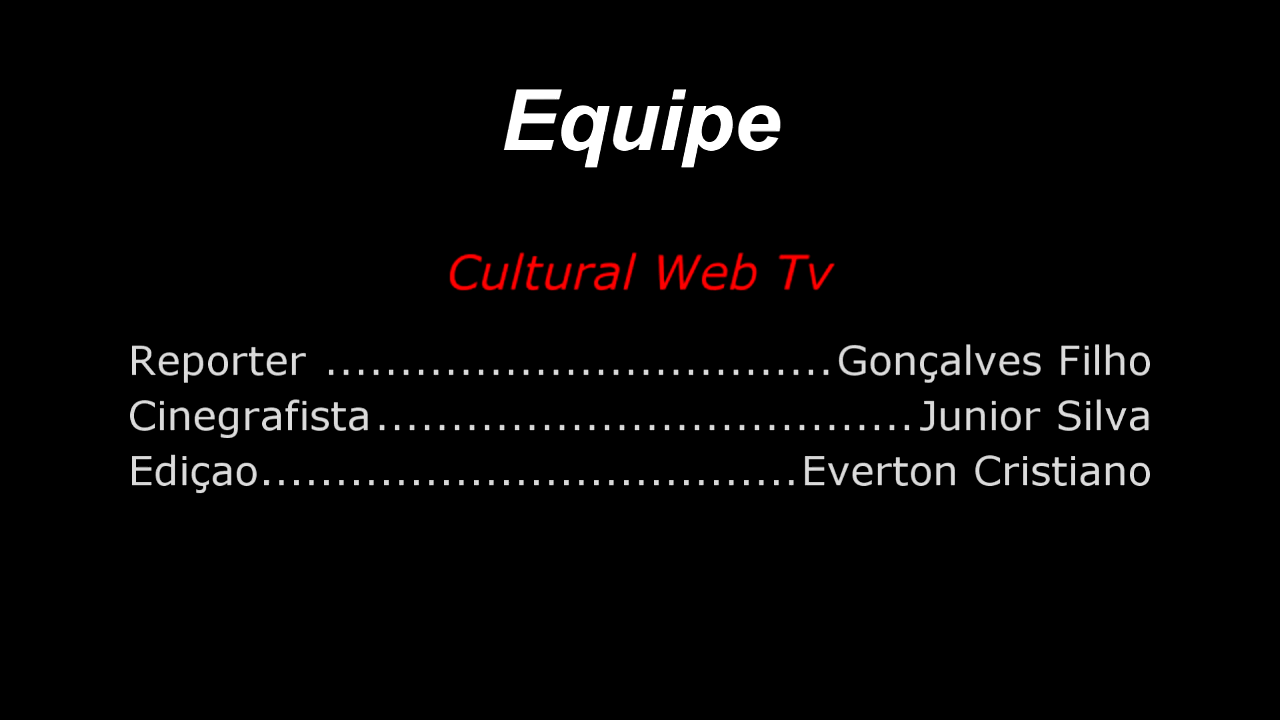 Equipe
Cultural Web Tv
Reporter ..................................Gonçalves Filho
Cinegrafista....................................Junior Silva
Ediçao....................................Everton Cristiano